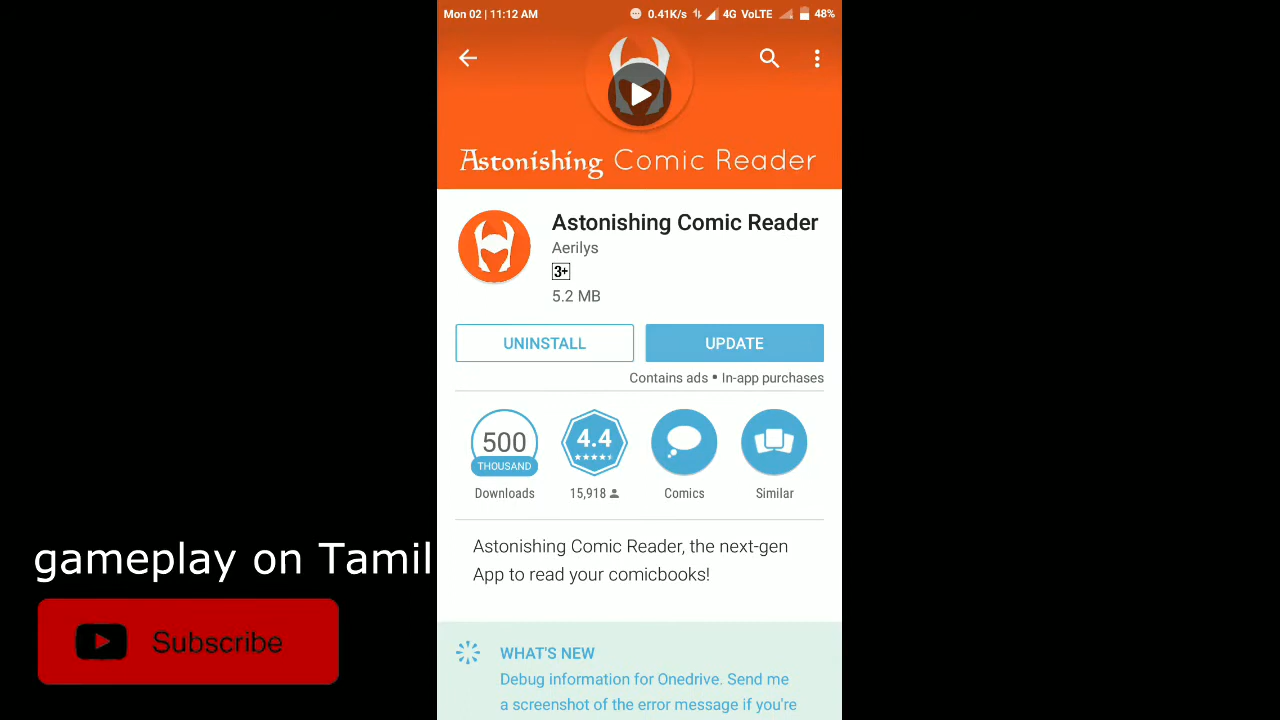 Mon 02 | 11:12 AM 0.41K/s 4G VoLTE 48%
Astonishing Comic Reader
Astonishing Comic Reader
Aerilys
3+
5.2 MB
UNINSTALL UPDATE
Contains ads • In-app purchases
500 4.4
THOUSAND
Downloads 15,918 Comics Similar
Astonishing Comic Reader, the next-gen
App to read your comicbooks!
WHAT'S NEW
Debug information for Onedrive. Send me
a screenshot of the error message if you're
gameplay on Tamil
Subscribe